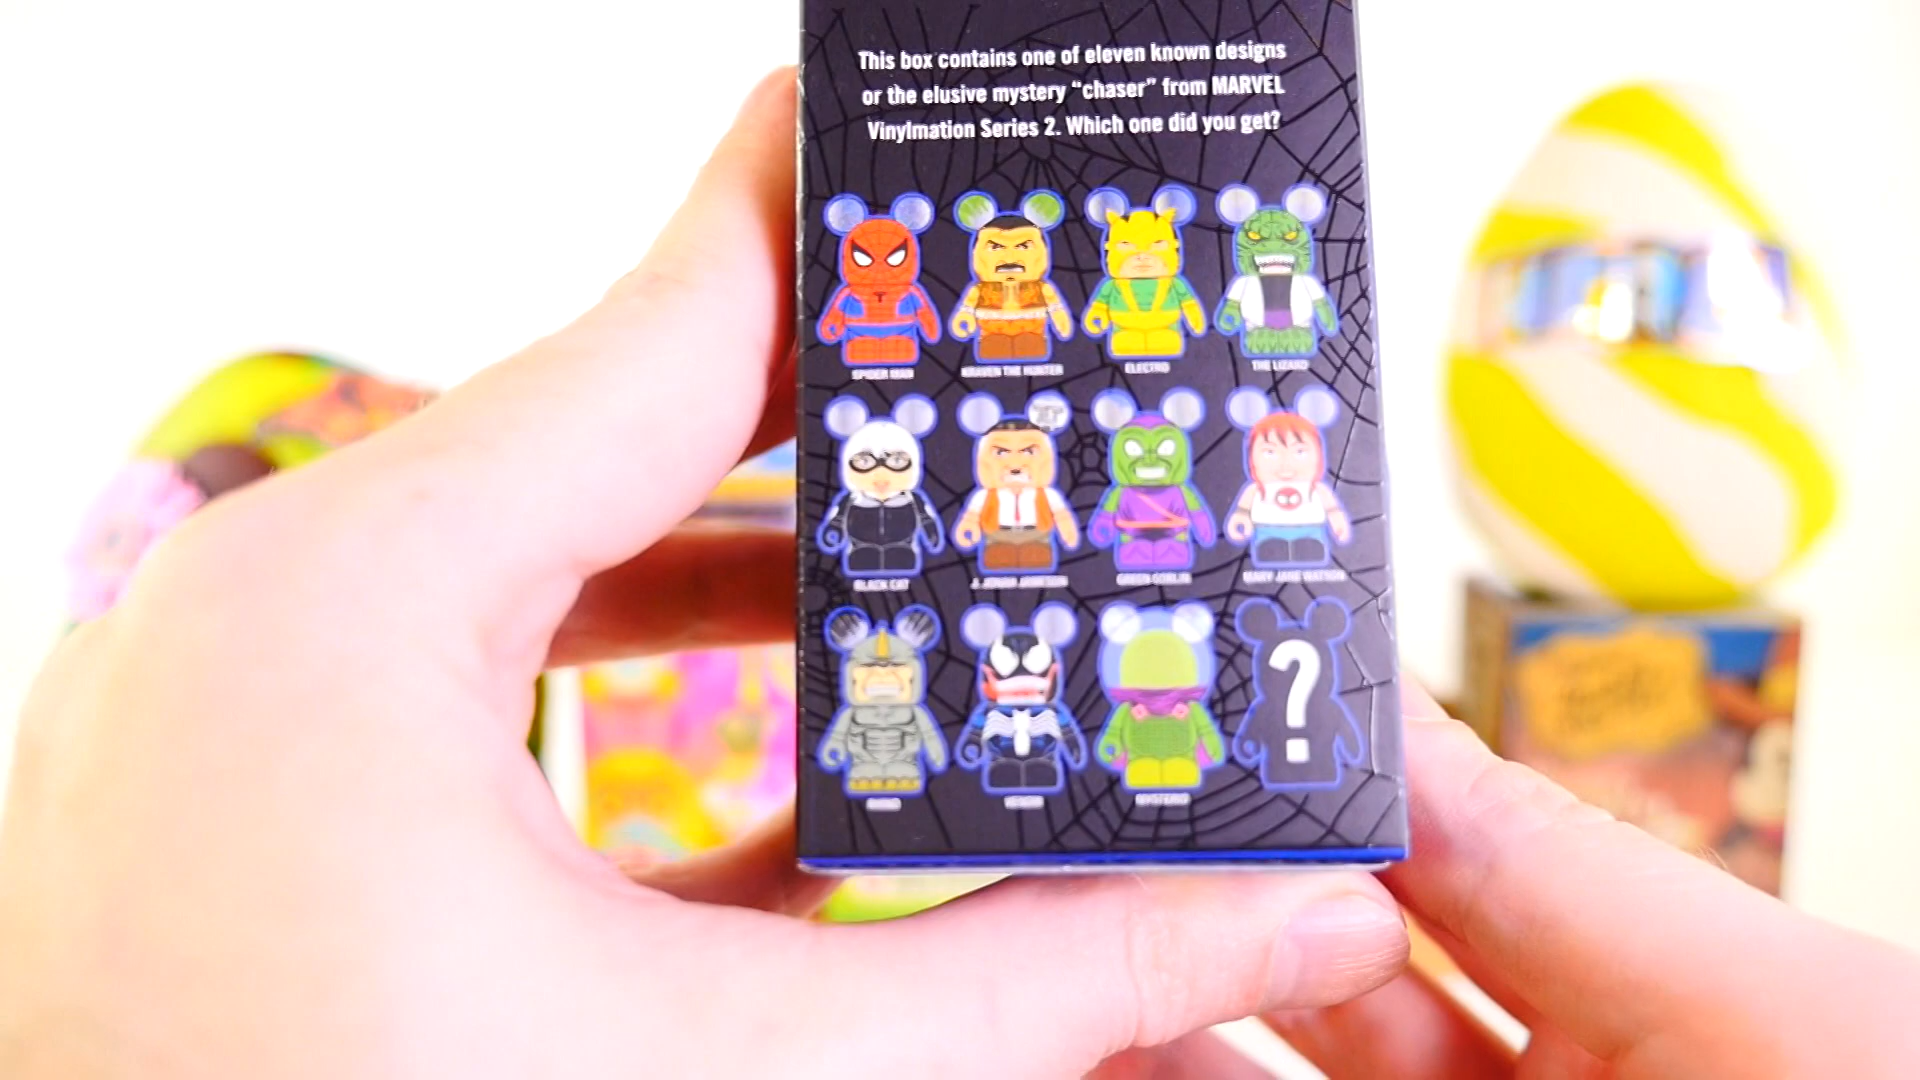 This box contains one of eleven known designs
or the elusive mystery "chaser" from MARVEL
Vinylmation Series 2. Which one did you get?
SPIDER MAN KRAVEN THE HUNTER ELECTRO THE LIZARD
BLACK CAT J. JONAH JAMESON GREEN GOBLIN MARY JANE WATSON
RHINO VENOM MYSTERIO
?